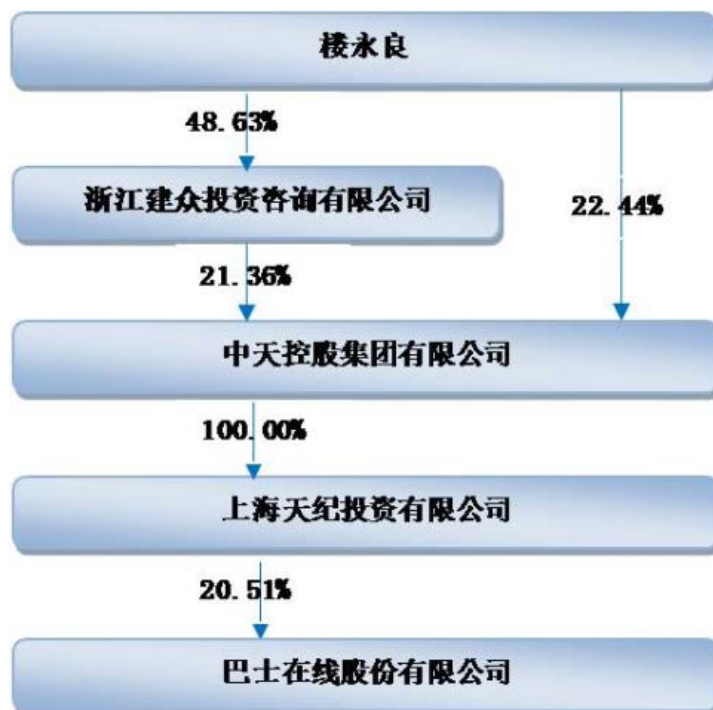 楼永良
48.63%
浙江建众投资咨询有限公司
22.44%
21.36%
中天控股集团有限公司
100.00%
上海天纪投资有限公司
20.51%
巴士在线股份有限公司